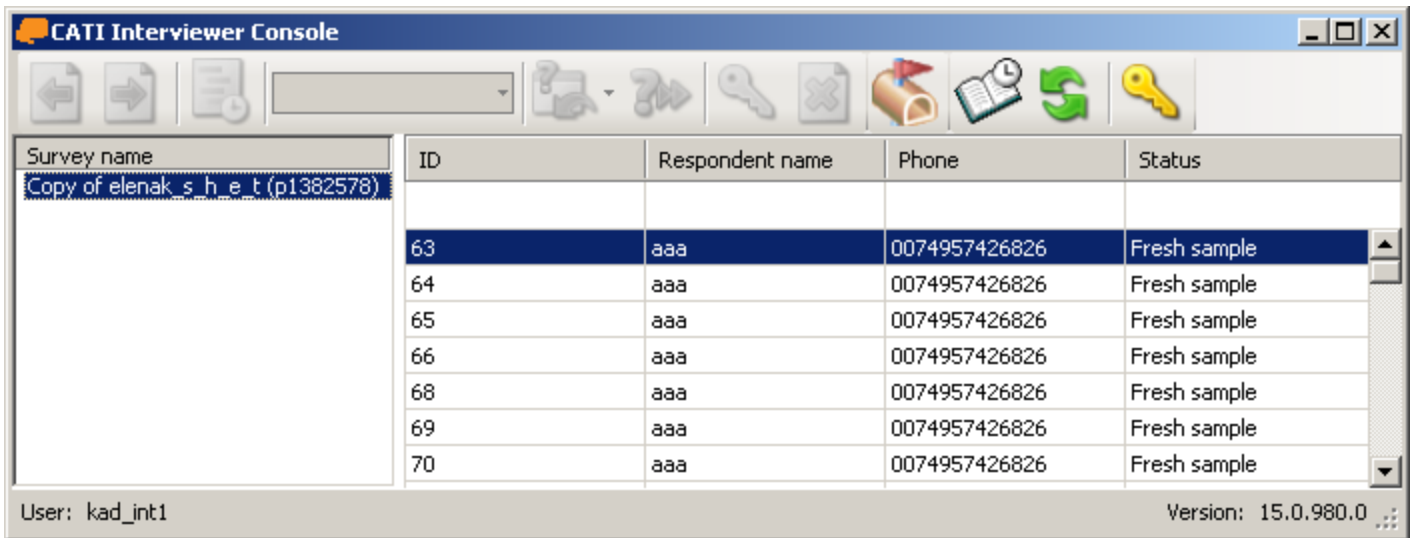 CATI Interviewer Console
Survey name
Copy of elenak_s_h_e_t (p1382578)
ID Respondent name Phone Status
63 aaa 0074957426826 Fresh sample
64 aaa 0074957426826 Fresh sample
65 aaa 0074957426826 Fresh sample
66 aaa 0074957426826 Fresh sample
68 aaa 0074957426826 Fresh sample
69 aaa 0074957426826 Fresh sample
70 aaa 0074957426826 Fresh sample
User: kad_int1 Version: 15.0.980.0